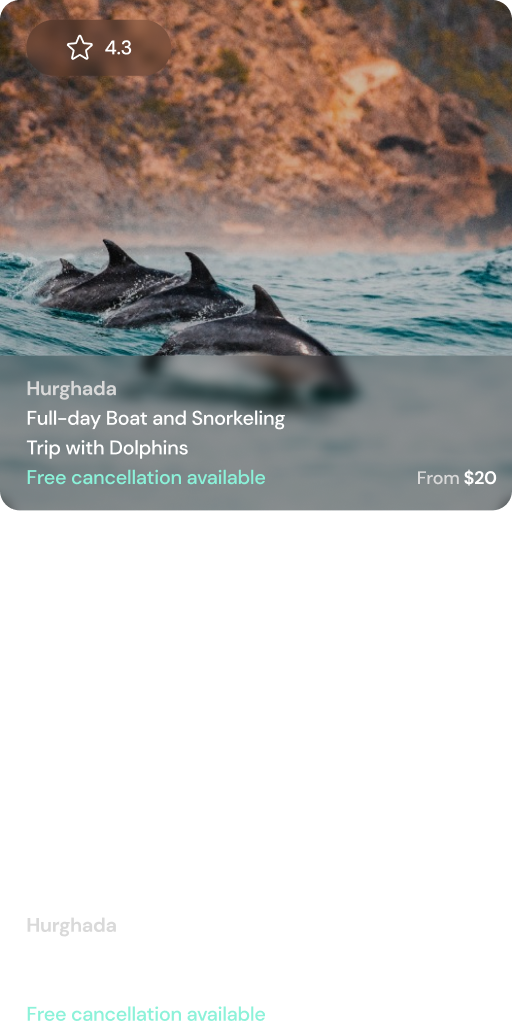 4.3
Hurghada
Full-day Boat and Snorkeling
Trip with Dolphins
Free cancellation available
From $20
Hurghada
Free cancellation available